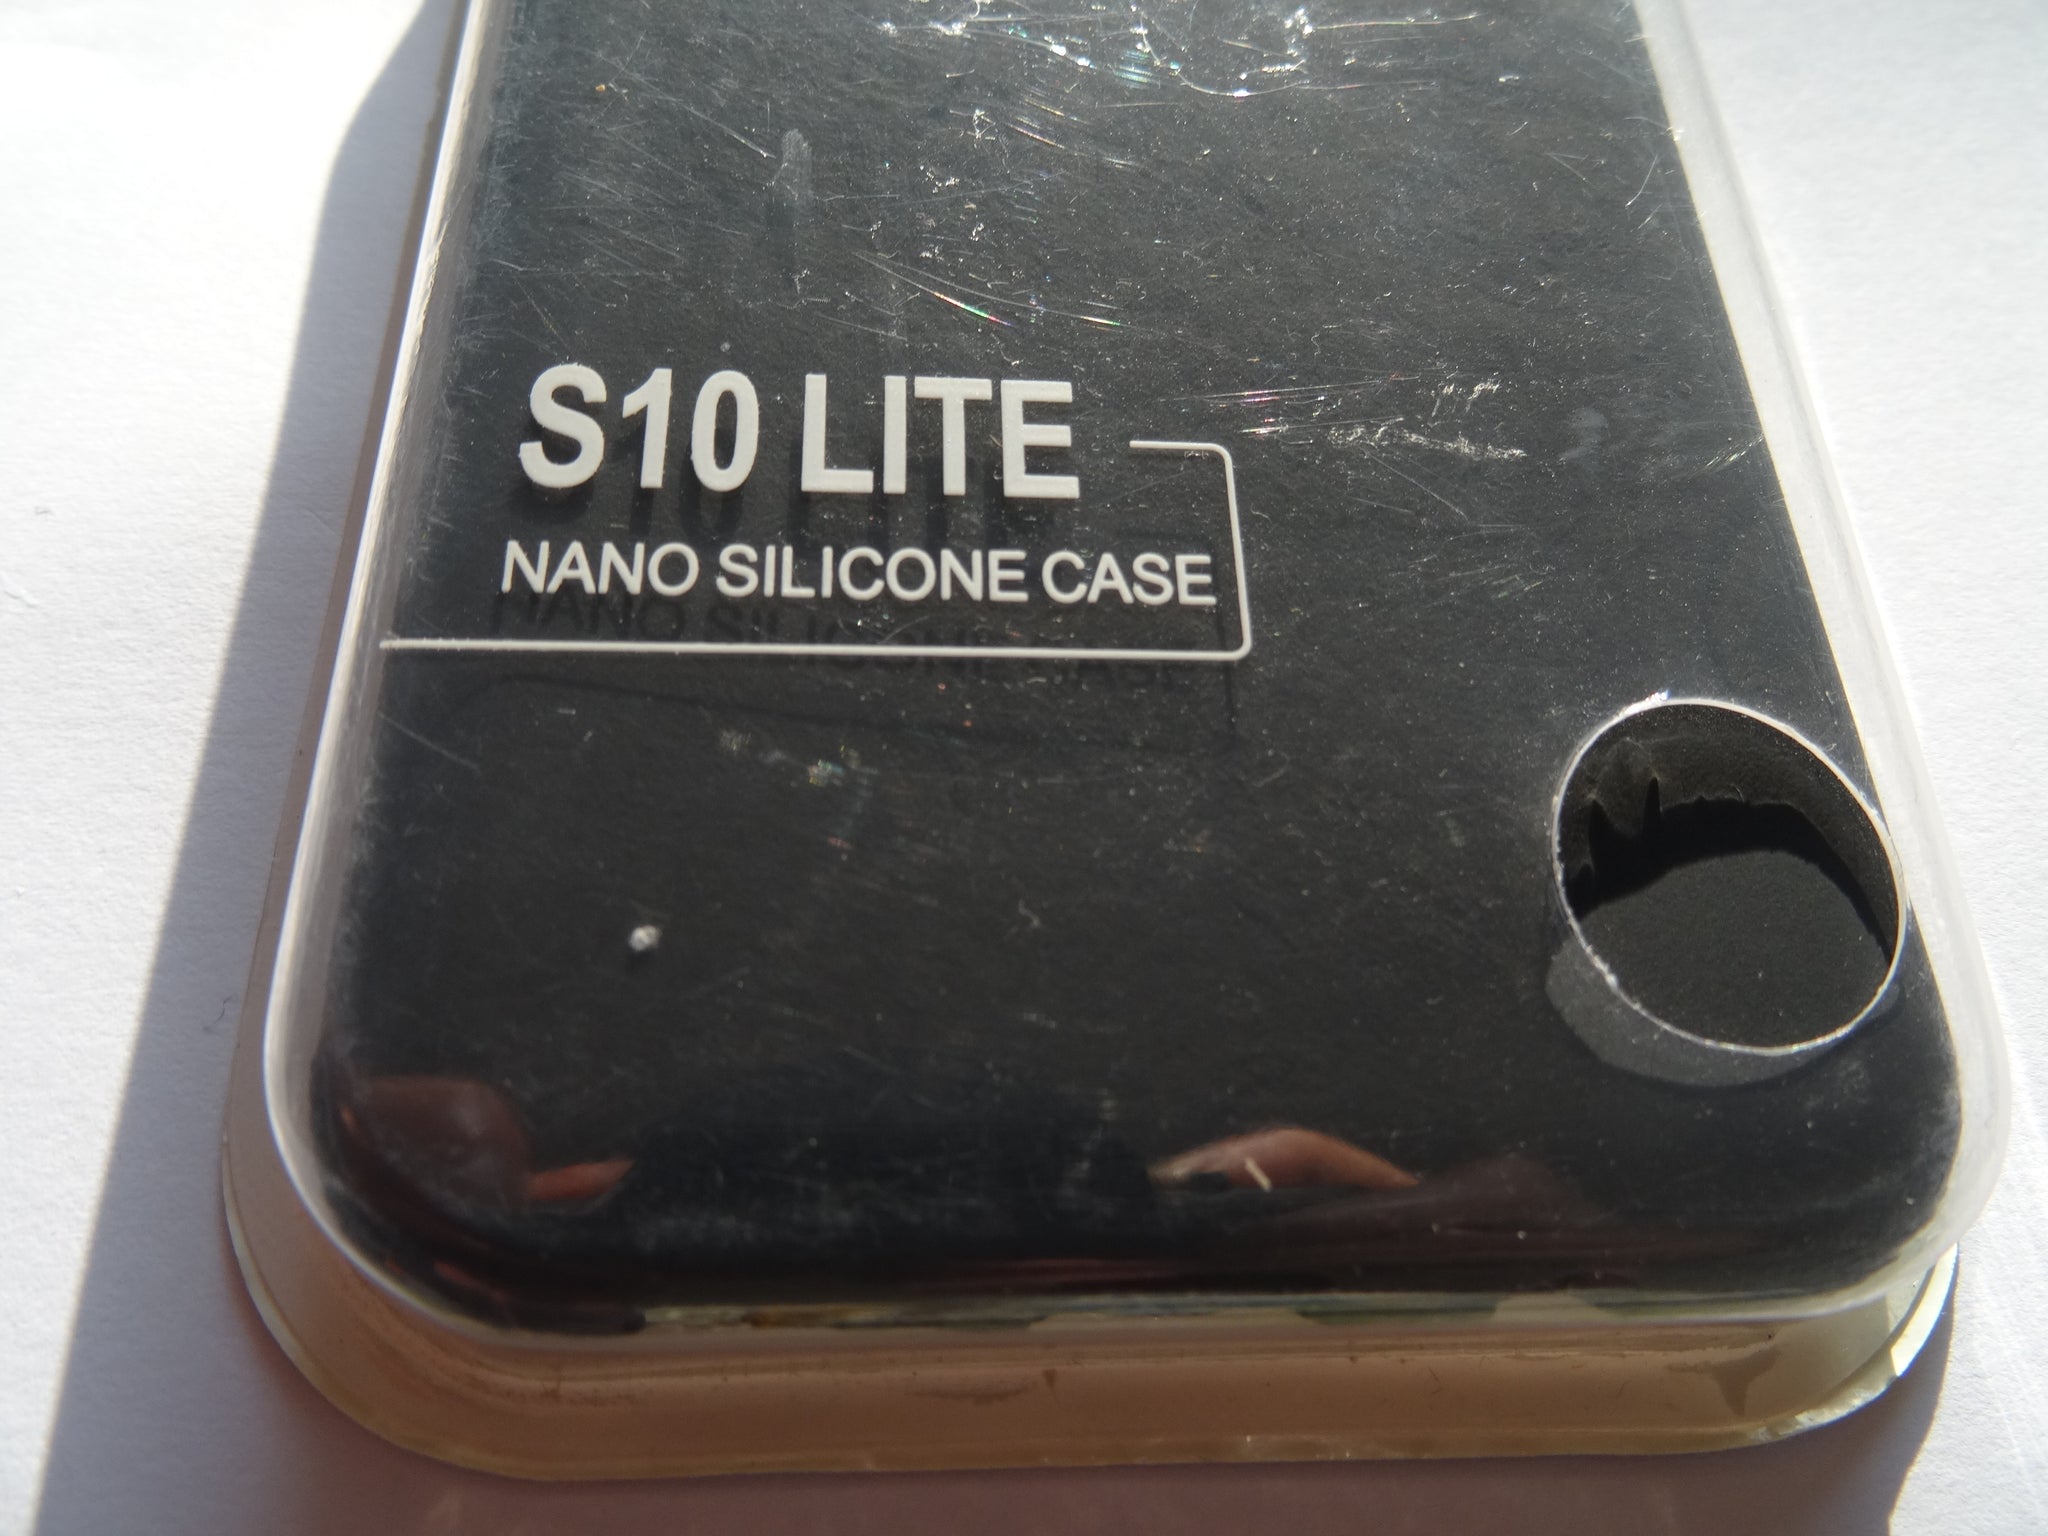 S10 LITE
NANO SILICONE CASE